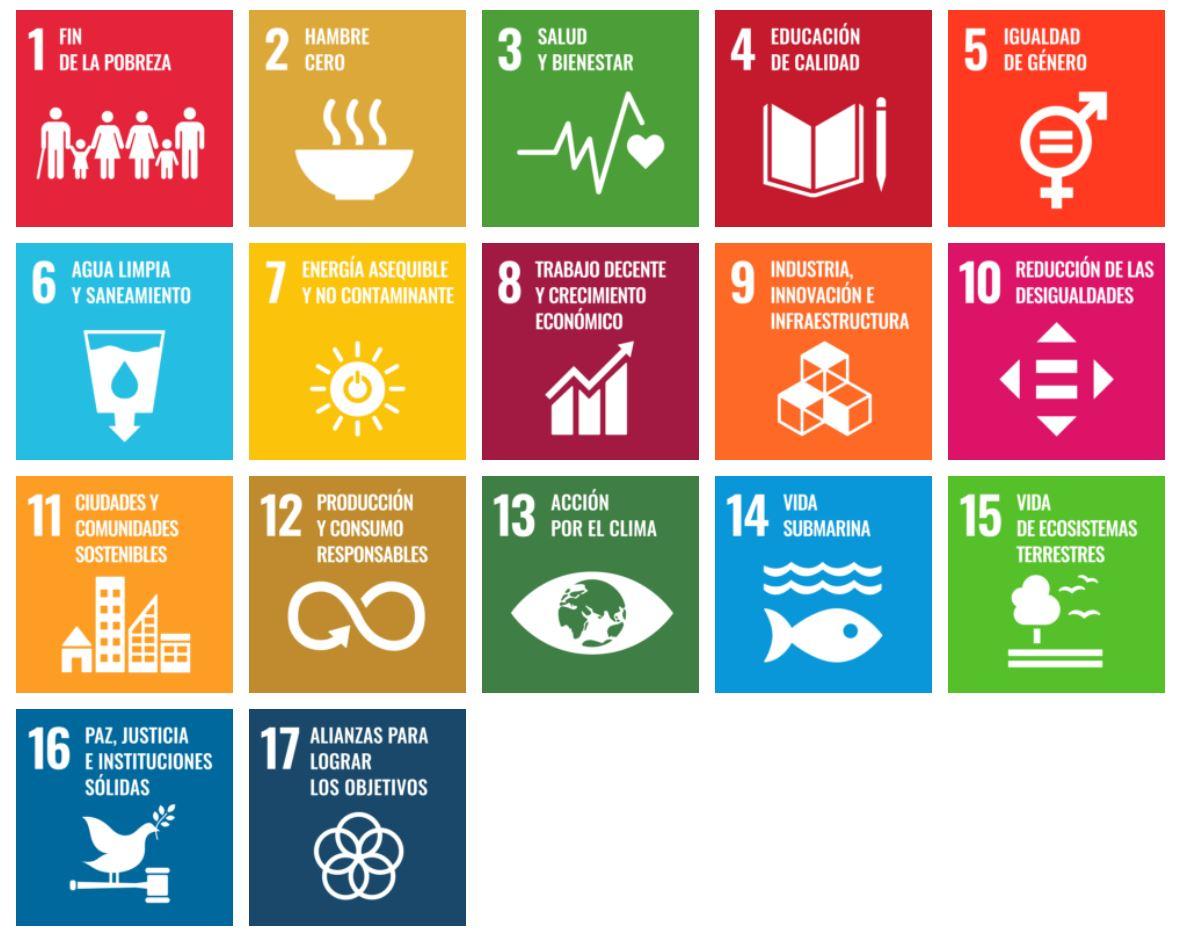 1 FIN
DE LA POBREZA
2 HAMBRE
CERO
3 SALUD
Y BIENESTAR
4 EDUCACIÓN
DE CALIDAD
5 IGUALDAD
DE GÉNERO
6 AGUA LIMPIA
Y SANEAMIENTO
7 ENERGÍA ASEQUIBLE
Y NO CONTAMINANTE
8 TRABAJO DECENTE
Y CRECIMIENTO
ECONÓMICO
9 INDUSTRIA,
INNOVACIÓN E
INFRAESTRUCTURA
10 REDUCCIÓN DE LAS
DESIGUALDADES
11 CIUDADES Y
COMUNIDADES
SOSTENIBLES
12 PRODUCCIÓN
Y CONSUMO
RESPONSABLES
13 ACCIÓN
POR EL CLIMA
14 VIDA
SUBMARINA
15 VIDA
DE ECOSISTEMAS
TERRESTRES
16 PAZ, JUSTICIA
E INSTITUCIONES
SÓLIDAS
17 ALIANZAS PARA
LOGRAR
LOS OBJETIVOS